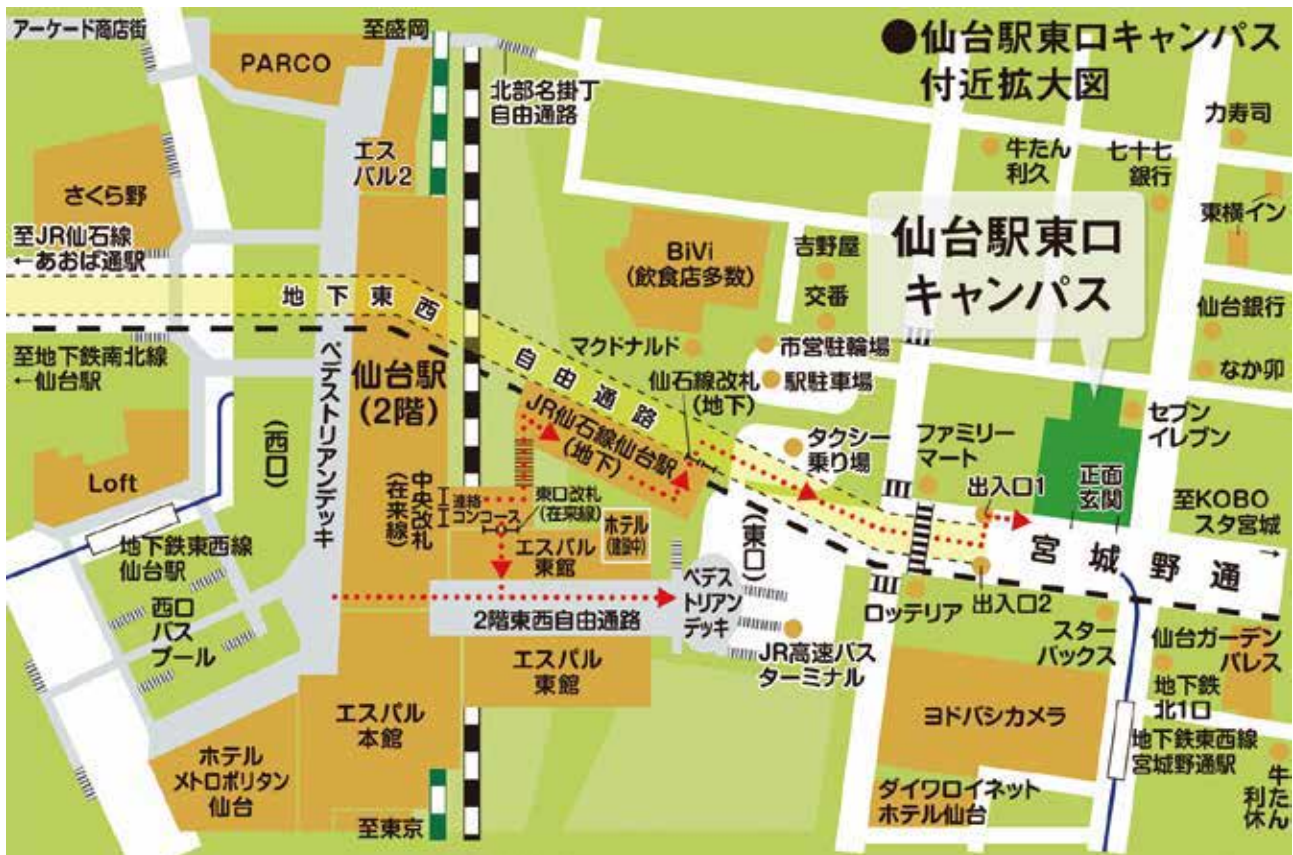 アーケード商店街
PARCO
至盛岡
●仙台駅東口キャンパス
付近拡大図
北部名掛丁
自由通路
力寿司
エス
パル2
牛たん
利久
七十七
銀行
さくら野
東横イン
至JR仙石線
←あおば通駅
BiVi
(飲食店多数)
吉野屋
交番
仙台駅東口
キャンパス
仙台銀行
地下東西
自由通路
至地下鉄南北線
←仙台駅
ペデストリアンデッキ
仙台駅
(2階)
マクドナルド
市営駐輪場
駅駐車場
なか卯
仙石線改札
(地下)
JR仙石線仙台駅
(地下)
セブン
イレブン
(西口)
タクシー
乗り場
ファミリー
マート
Loft
中央改札
(在来線)
連絡
コンコース
東口改札
(在来線)
ホテル
(建設中)
出入口1
正面
玄関
至KOBO
スタ宮城
→
(東口)
宮城野通
地下鉄東西線
仙台駅
エスパル
東館
ペデス
トリアン
デッキ
西口
バス
プール
2階東西自由通路
ロッテリア
出入口2
スター
バックス
仙台ガーデン
パレス
エスパル
東館
JR高速バス
ターミナル
地下鉄
北1口
エスパル
本館
ヨドバシカメラ
地下鉄東西線
宮城野通駅
ホテル
メトロポリタン
仙台
ダイワロイネット
ホテル仙台
牛た
利ん
休
至東京